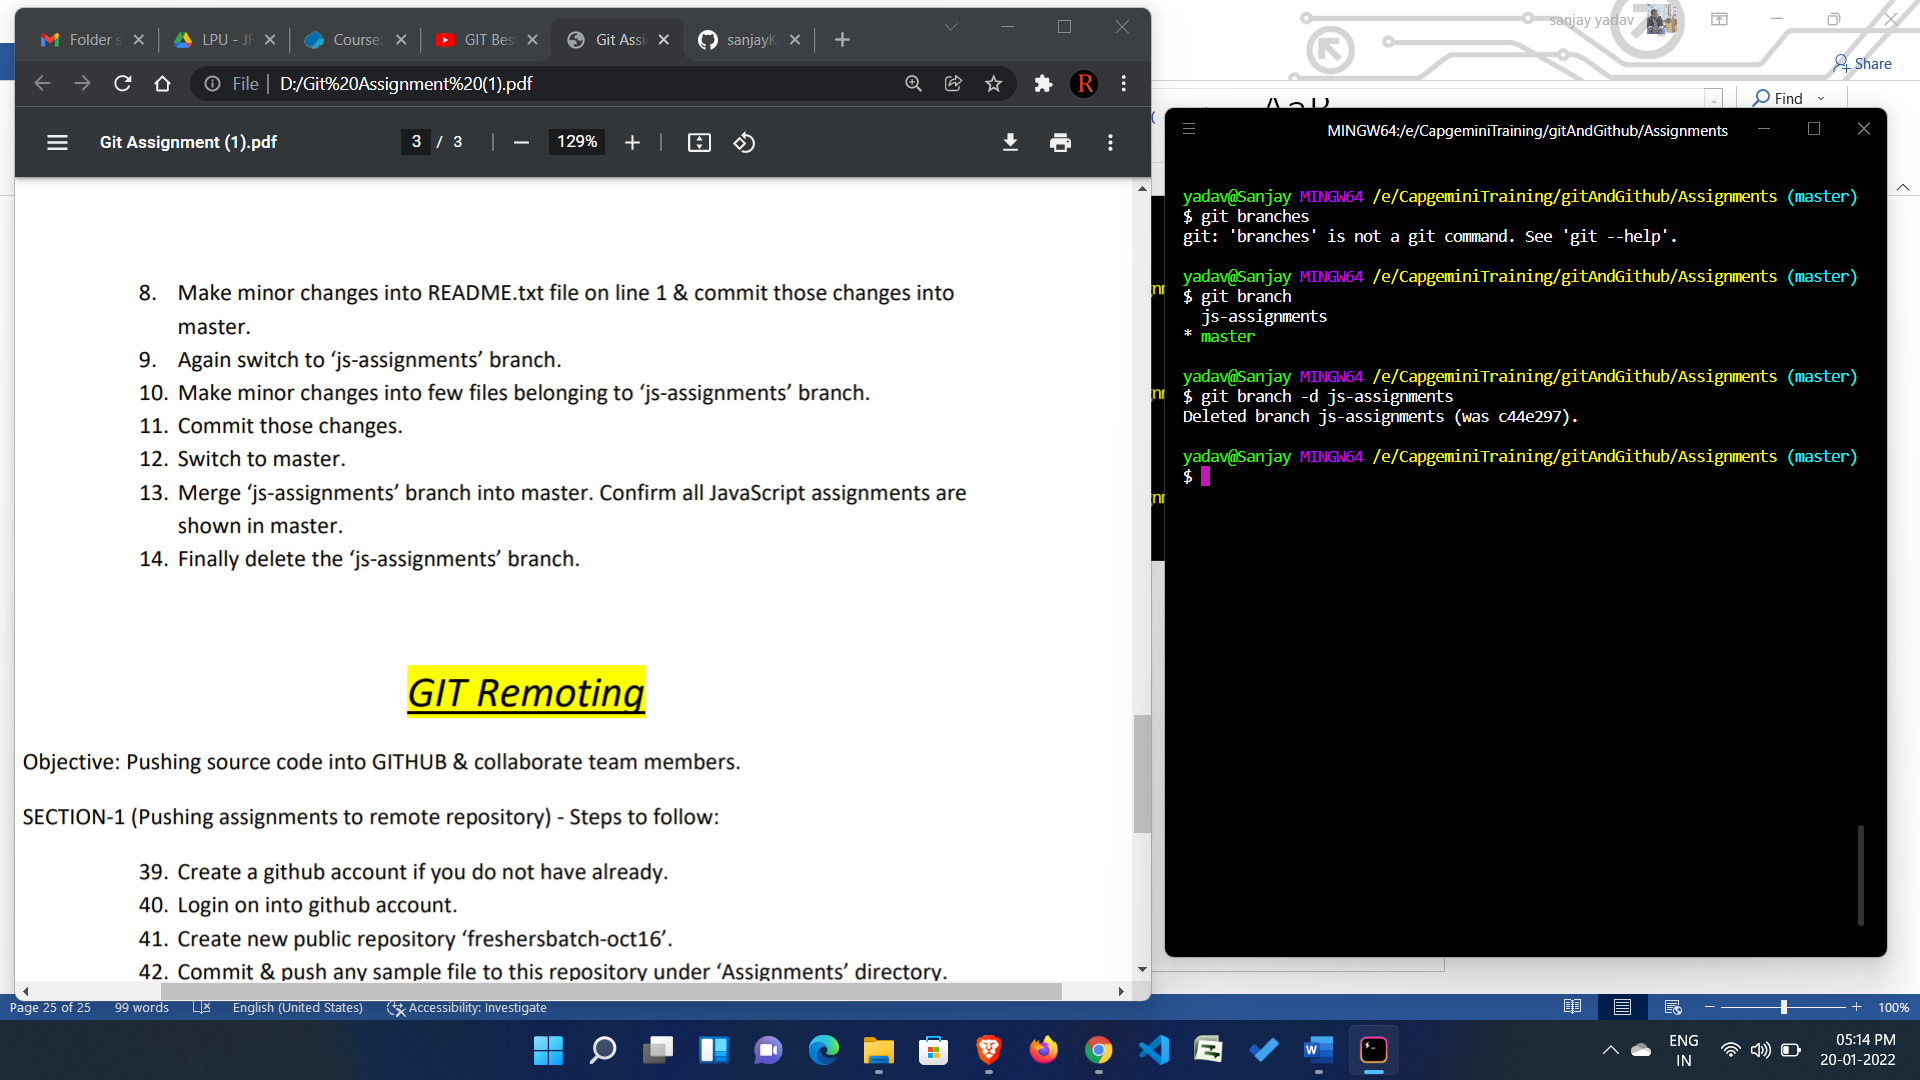 Folder s
LPU - JF
Course:
GIT Bes
Git Assi
sanjayK
File
D:/Git%20Assignment%20(1).pdf
R
Git Assignment (1).pdf
3 / 3
129%
8. Make minor changes into README.txt file on line 1 & commit those changes into
master.
9. Again switch to ‘js-assignments’ branch.
10. Make minor changes into few files belonging to ‘js-assignments’ branch.
11. Commit those changes.
12. Switch to master.
13. Merge ‘js-assignments’ branch into master. Confirm all JavaScript assignments are
shown in master.
14. Finally delete the ‘js-assignments’ branch.
GIT Remoting
Objective: Pushing source code into GITHUB & collaborate team members.
SECTION-1 (Pushing assignments to remote repository) - Steps to follow:
39. Create a github account if you do not have already.
40. Login on into github account.
41. Create new public repository ‘freshersbatch-oct16’.
42. Commit & push any sample file to this repository under ‘Assignments’ directory.
sanjay yadav
Share
Find
MINGW64:/e/CapgeminiTraining/gitAndGithub/Assignments
yadav@Sanjay MINGW64 /e/CapgeminiTraining/gitAndGithub/Assignments (master)
$ git branches
git: 'branches' is not a git command. See 'git --help'.
yadav@Sanjay MINGW64 /e/CapgeminiTraining/gitAndGithub/Assignments (master)
$ git branch
js-assignments
* master
yadav@Sanjay MINGW64 /e/CapgeminiTraining/gitAndGithub/Assignments (master)
$ git branch -d js-assignments
Deleted branch js-assignments (was c44e297).
yadav@Sanjay MINGW64 /e/CapgeminiTraining/gitAndGithub/Assignments (master)
$
Page 25 of 25
99 words
English (United States)
Accessibility: Investigate
100%
ENG
IN
05:14 PM
20-01-2022